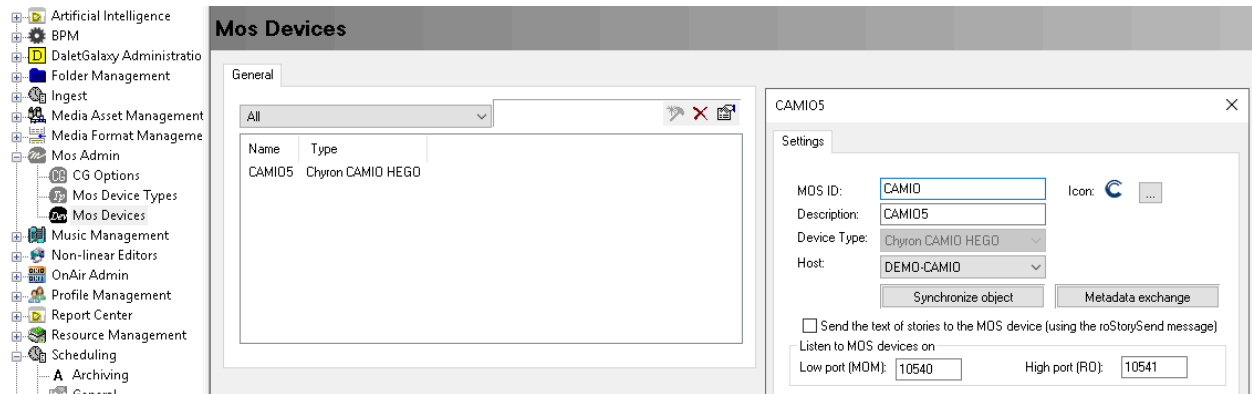 Artificial Intelligence
BPM
DaletGalaxy Administratio
Folder Management
Ingest
Media Asset Management
Media Format Manageme
Mos Admin
CG Options
Mos Device Types
Mos Devices
Music Management
Non-linear Editors
OnAir Admin
Profile Management
Report Center
Resource Management
Scheduling
A Archiving
General
Mos Devices
General
All
Name Type
CAMIO5 Chyron CAMIO HEGO
CAMIO5
Settings
MOS ID: CAMIO Icon: ...
Description: CAMIO5
Device Type: Chyron CAMIO HEGO
Host: DEMO-CAMIO
Synchronize object Metadata exchange
Send the text of stories to the MOS device (using the roStorySend message)
Listen to MOS devices on
Low port (MOM): 10540 High port (RO): 10541